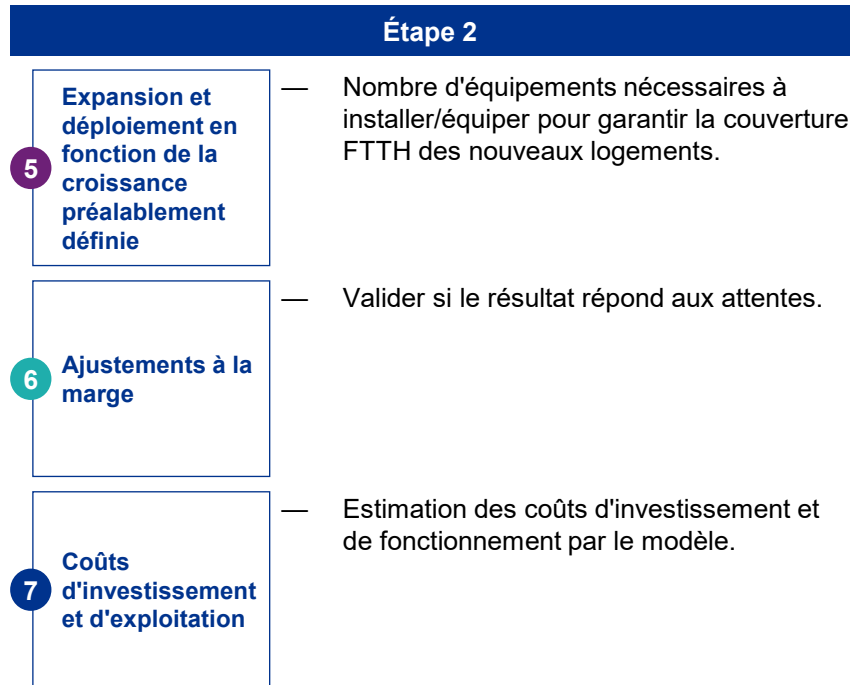 Étape 2
Expansion et
déploiement en
fonction de la
croissance
préalablement
définie
5
— Nombre d'équipements nécessaires à
installer/équiper pour garantir la couverture
FTTH des nouveaux logements.
Ajustements à la
marge
6
— Valider si le résultat répond aux attentes.
Coûts
d'investissement
et d'exploitation
7
— Estimation des coûts d'investissement et
de fonctionnement par le modèle.